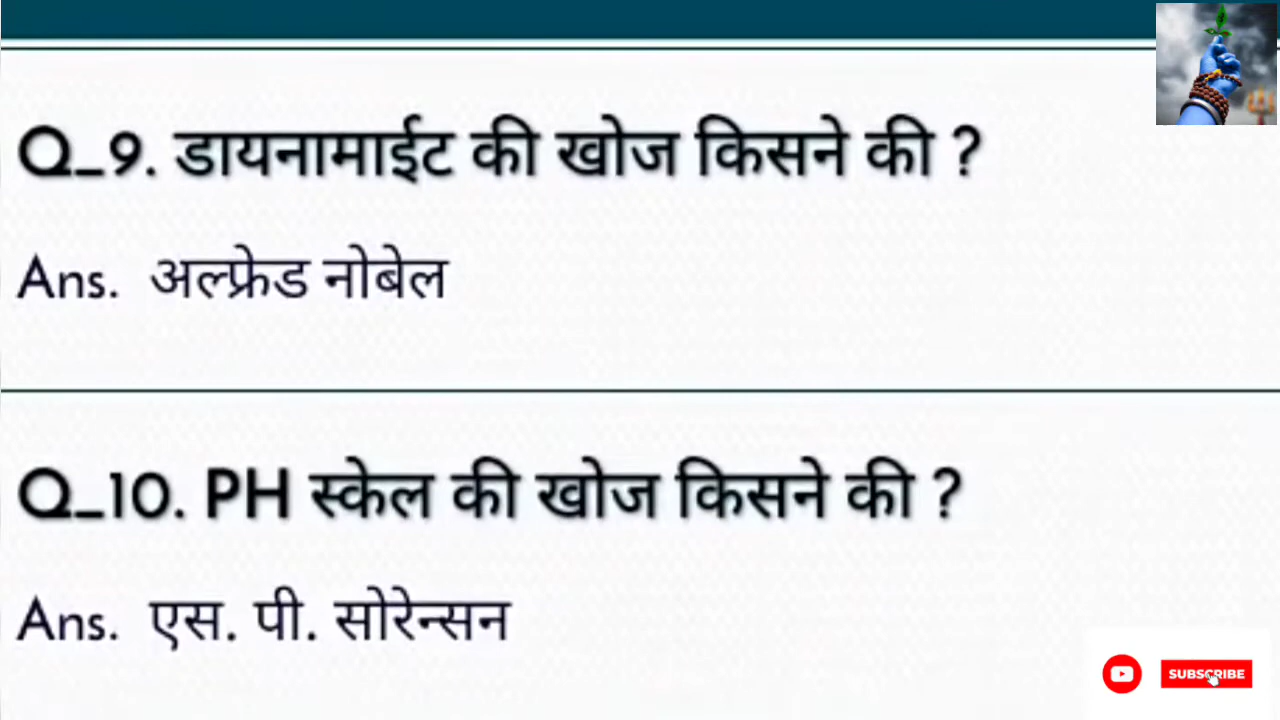 Q_9. डायनामाईट की खोज किसने की ?
Ans. अल्फ्रेड नोबेल
Q_10. PH स्केल की खोज किसने की ?
Ans. एस. पी. सोरेन्सन
SUBSCRIBE